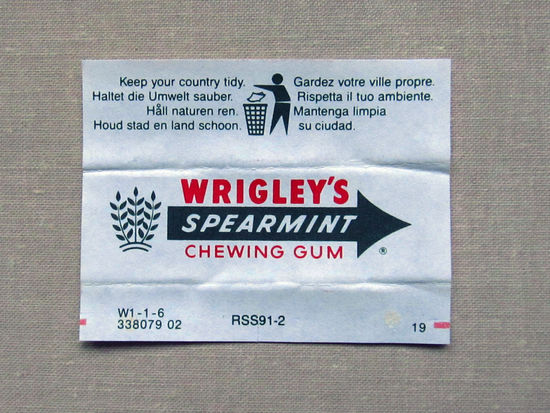 Keep your country tidy.
Haltet die Umwelt sauber.
Håll naturen ren.
Houd stad en land schoon.
Gardez votre ville propre.
Rispetta il tuo ambiente.
Mantenga limpia
su ciudad.
WRIGLEY'S
SPEARMINT
CHEWING GUM ®
W1-1-6
338079 02
RSS91-2
19